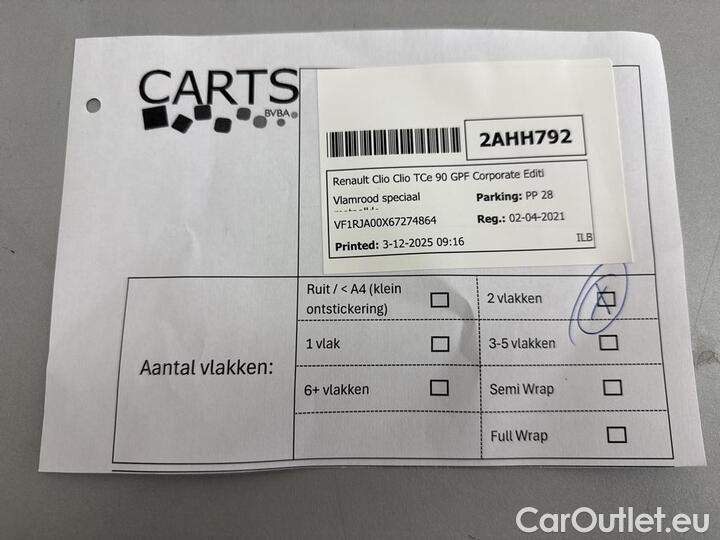 CARTS
BVBA
2AHH792
Renault Clio Clio TCe 90 GPF Corporate Editi
Vlamrood speciaal
Parking: PP 28
VF1RJA00X67274864
Reg.: 02-04-2021
Printed: 3-12-2025 09:16
ILB
Aantal vlakken:
Ruit / < A4 (klein
ontstickering)
2 vlakken
1 vlak
3-5 vlakken
6+ vlakken
Semi Wrap
Full Wrap
CarOutlet.eu